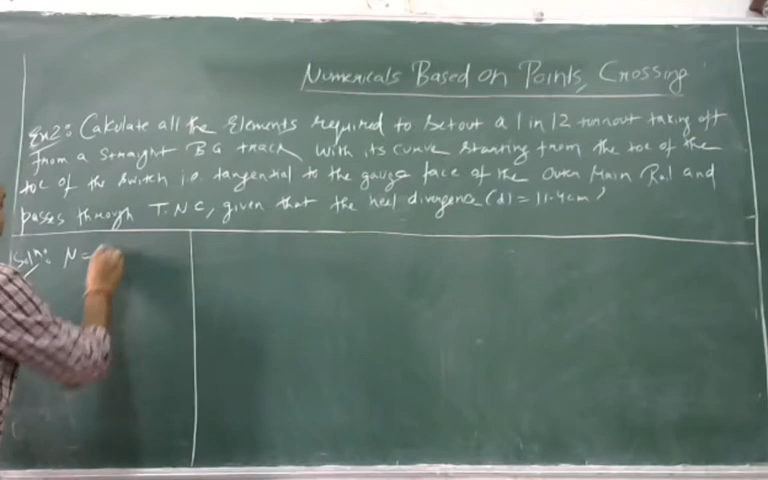 Numericals Based on Points, Crossing
Ex2: Calculate all the Elements required to setout a 1 in 12 turnout taking off
from a straight BG track, with its curve starting from the toe of the
toe of the switch i.e. tangential to the gauge face of the outer Main Rail and
passes through T.N.C, given that the heel divergence (d) = 11.4cm
Soln: N =